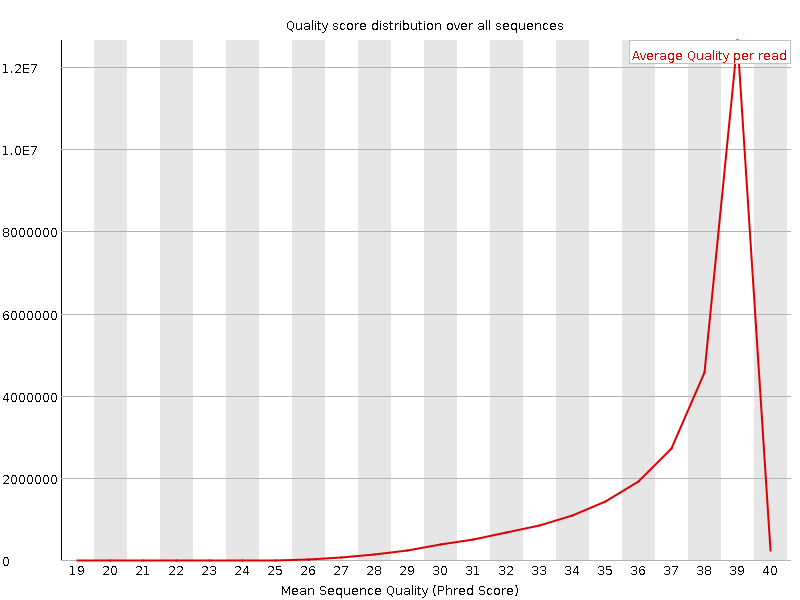 Quality score distribution over all sequences
Average Quality per read
1.2E7
1.0E7
8000000
6000000
4000000
2000000
0
19 20 21 22 23 24 25 26 27 28 29 30 31 32 33 34 35 36 37 38 39 40
Mean Sequence Quality (Phred Score)